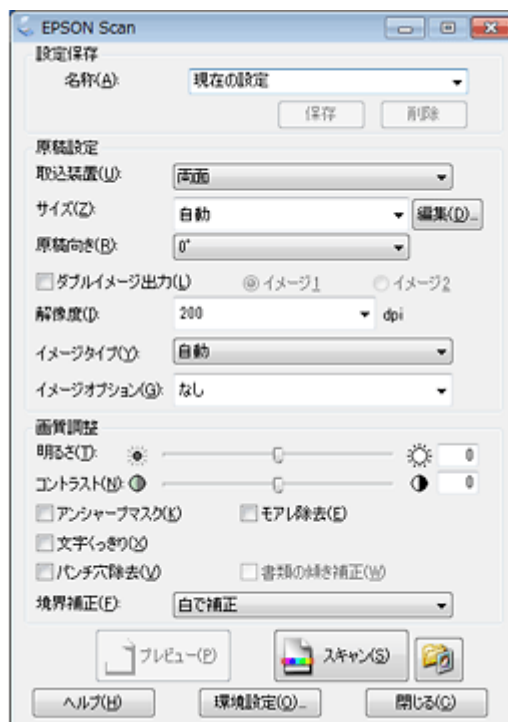 EPSON Scan
設定保存
名称(A): 現在の設定
保存 削除
原稿設定
取込装置(U): 両面
サイズ(Z): 自動 編集(D)...
原稿向き(R): 0°
ダブルイメージ出力(L) イメージ1 イメージ2
解像度(I): 200 dpi
イメージタイプ(Y): 自動
イメージオプション(G): なし
画質調整
明るさ(T): 0
コントラスト(N): 0
アンシャープマスク(K) モアレ除去(E)
文字くっきり(X)
パンチ穴除去(V) 書類の傾き補正(W)
境界補正(F): 白で補正
プレビュー(P) スキャン(S)
ヘルプ(H) 環境設定(O)... 閉じる(C)